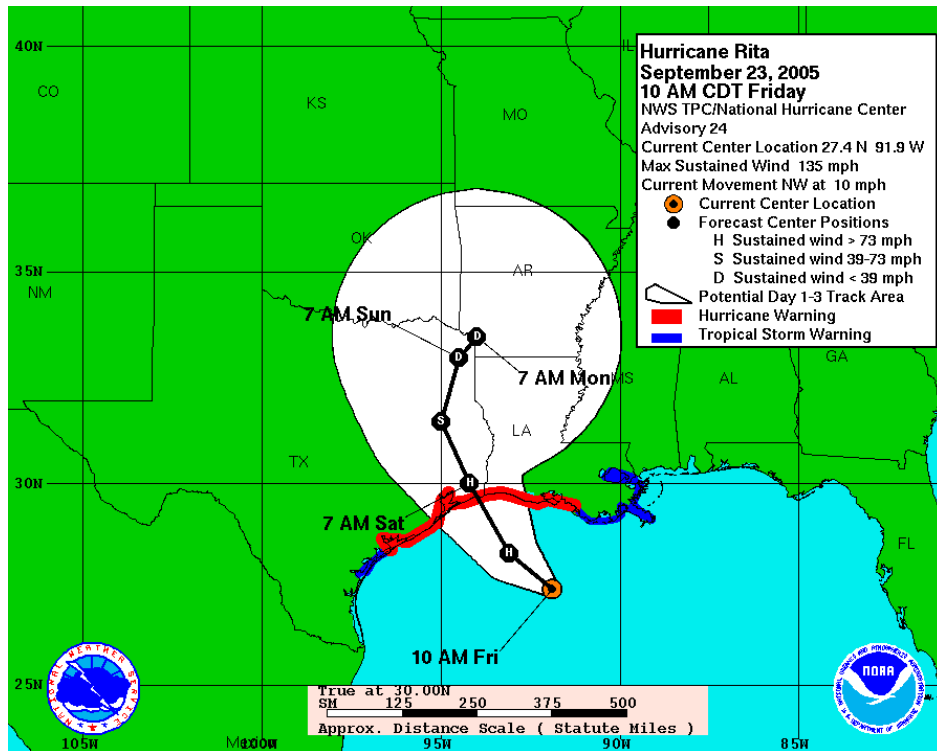 Hurricane Rita
September 23, 2005
10 AM CDT Friday
NWS TPC/National Hurricane Center
Advisory 24
Current Center Location 27.4 N 91.9 W
Max Sustained Wind 135 mph
Current Movement NW at 10 mph
Current Center Location
Forecast Center Positions
H Sustained wind > 73 mph
S Sustained wind 39-73 mph
D Sustained wind < 39 mph
Potential Day 1-3 Track Area
Hurricane Warning
Tropical Storm Warning
40N
CO
KS
MO
IL
35N
NM
OK
AR
7 AM Sun
D
D
7 AM Mon
MS
AL
GA
S
LA
TX
30N
H
7 AM Sat
H
FL
10 AM Fri
25N
NATIONAL WEATHER SERVICE
NOAA
True at 30.00N
SM 125 250 375 500
Approx. Distance Scale ( Statute Miles )
105W
100W
95W
90W
85W